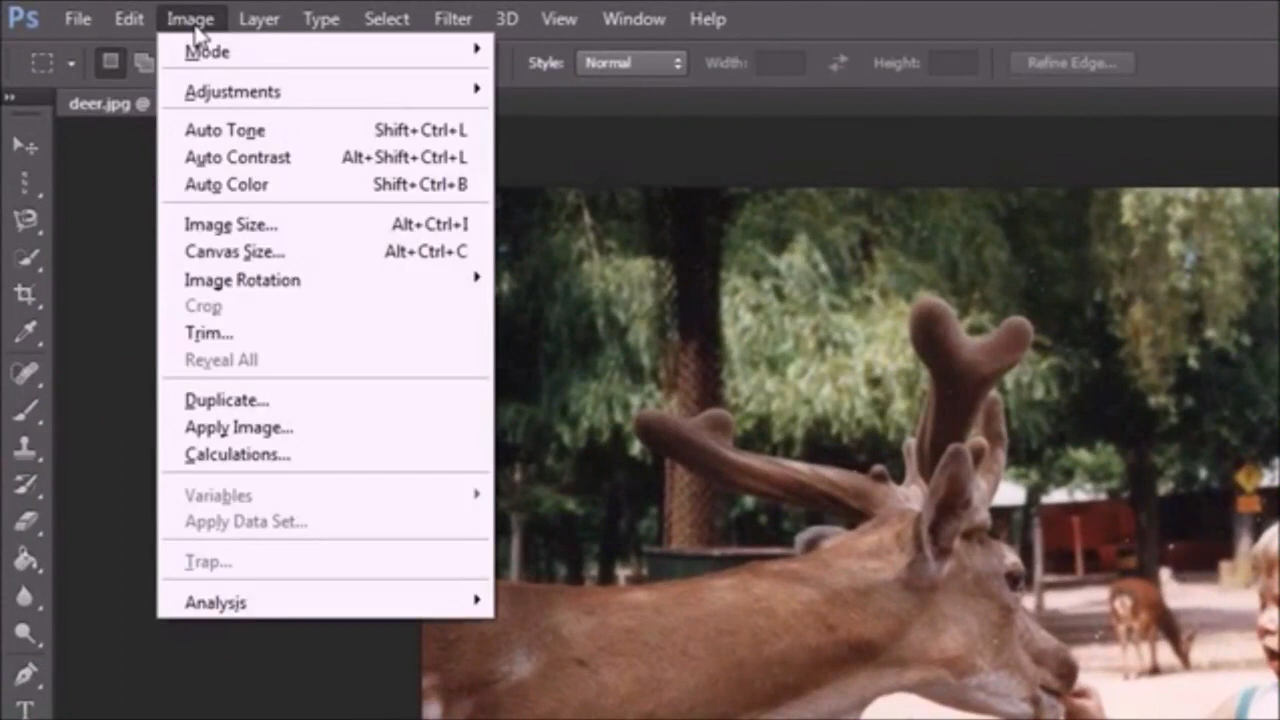 Ps File Edit Image Layer Type Select Filter 3D View Window Help
Style: Normal Width: Height: Refine Edge...
deer.jpg @
Mode
Adjustments
Auto Tone Shift+Ctrl+L
Auto Contrast Alt+Shift+Ctrl+L
Auto Color Shift+Ctrl+B
Image Size... Alt+Ctrl+I
Canvas Size... Alt+Ctrl+C
Image Rotation
Crop
Trim...
Reveal All
Duplicate...
Apply Image...
Calculations...
Variables
Apply Data Set...
Trap...
Analysis
T